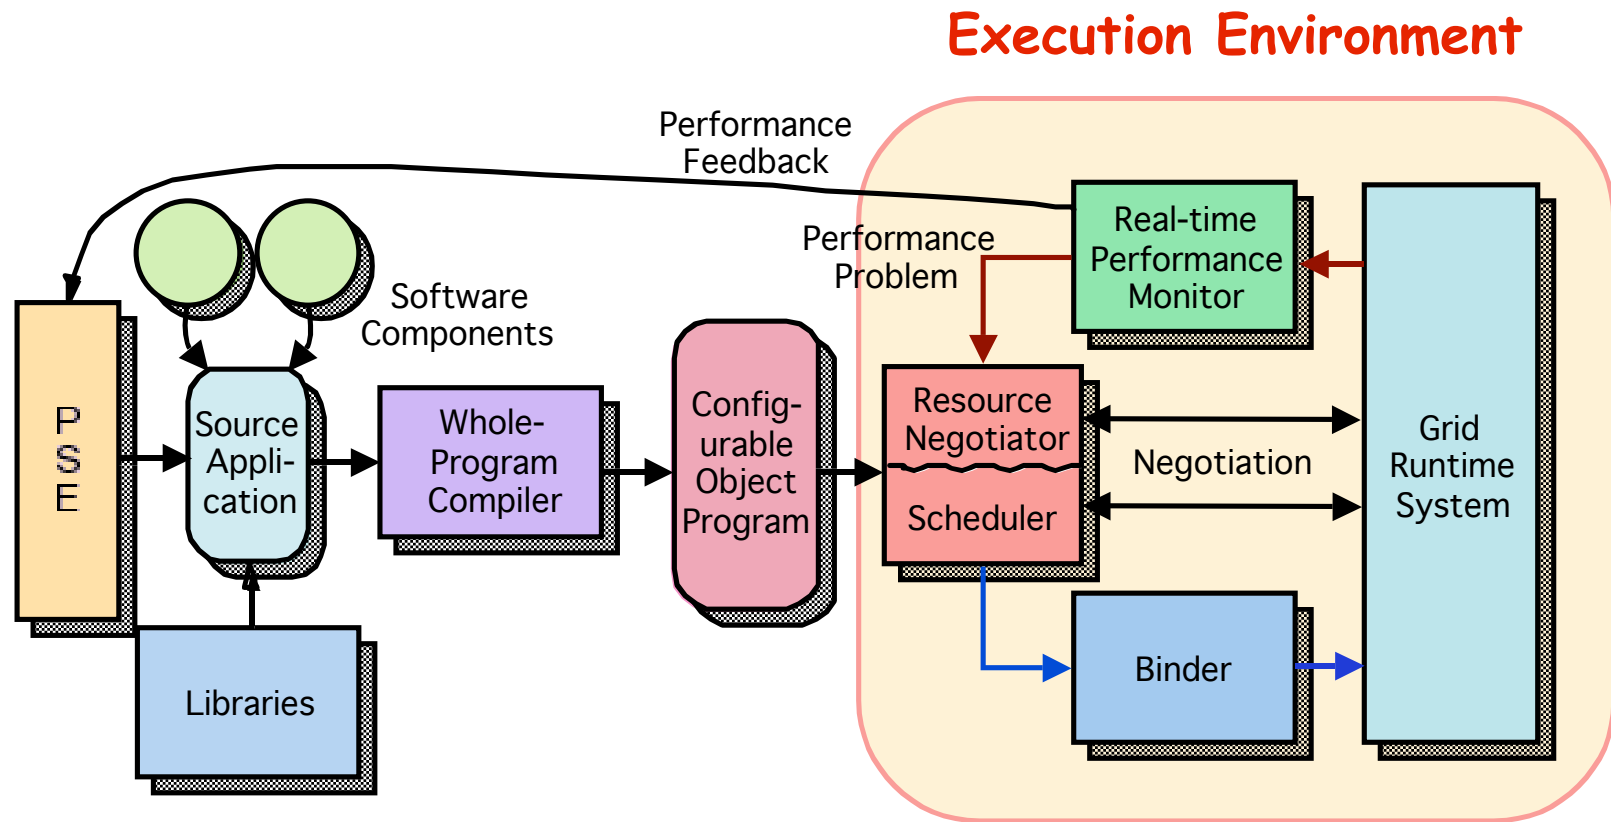 Execution Environment
Performance
Feedback
Real-time
Performance
Monitor
Performance
Problem
Software
Components
P
S
E
Source
Appli-
cation
Whole-
Program
Compiler
Config-
urable
Object
Program
Resource
Negotiator
Scheduler
Negotiation
Grid
Runtime
System
Binder
Libraries